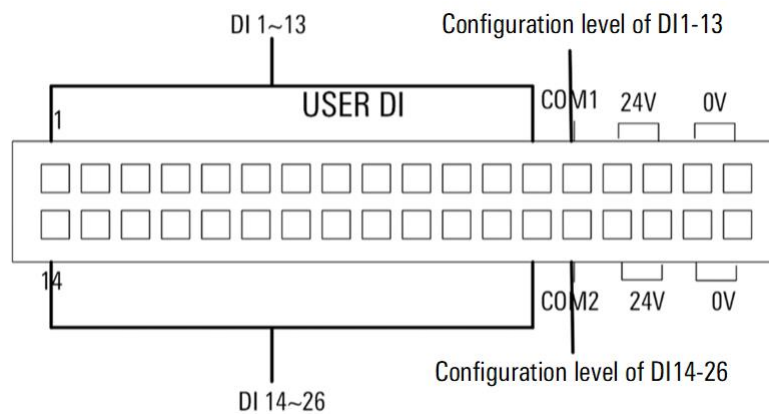 DI 1~13
Configuration level of DI1-13
USER DI
COM1
24V
0V
1
14
COM2
24V
0V
Configuration level of DI14-26
DI 14~26